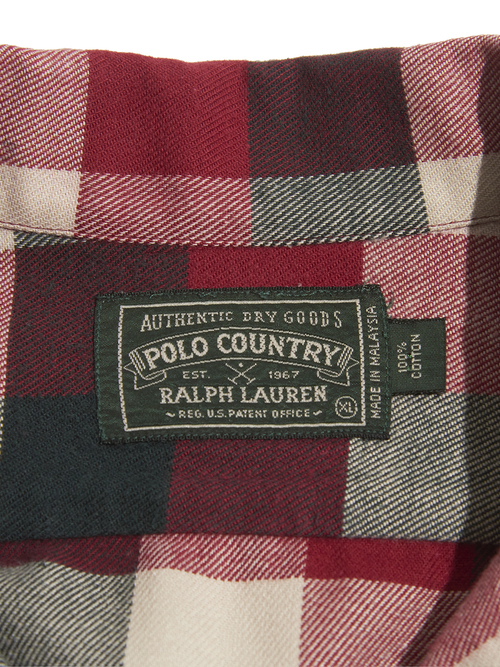 AUTHENTIC DRY GOODS
POLO COUNTRY
EST. 1967
RALPH LAUREN
~ REG. U.S. PATENT OFFICE ~
XL
MADE IN MALAYSIA
100%
COTTON